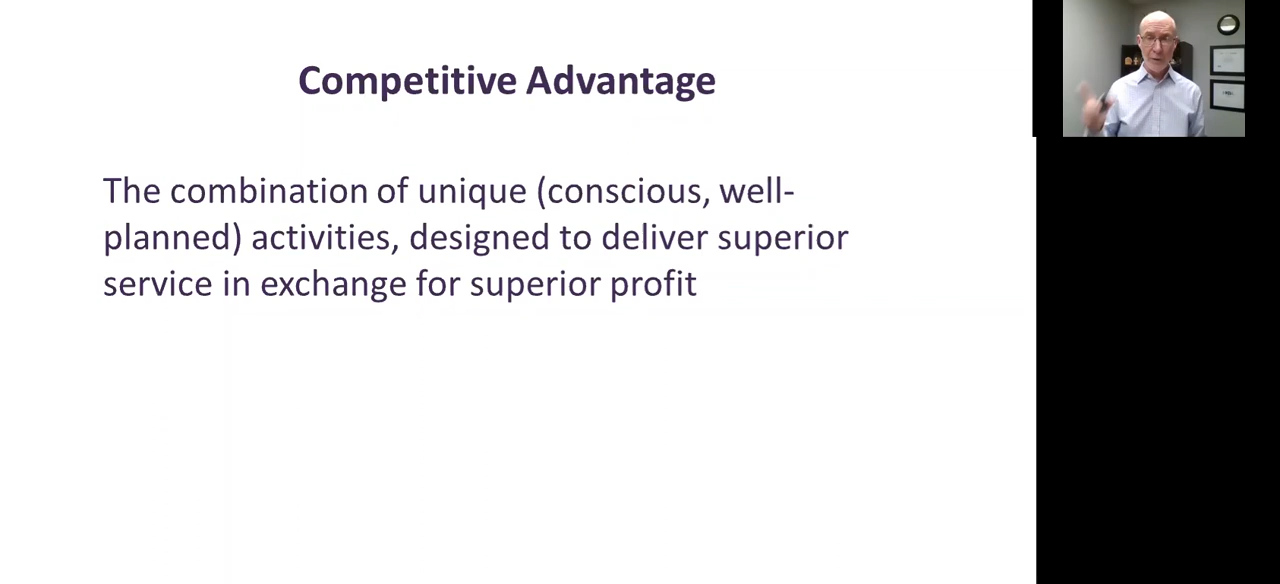 Competitive Advantage
The combination of unique (conscious, well-
planned) activities, designed to deliver superior
service in exchange for superior profit